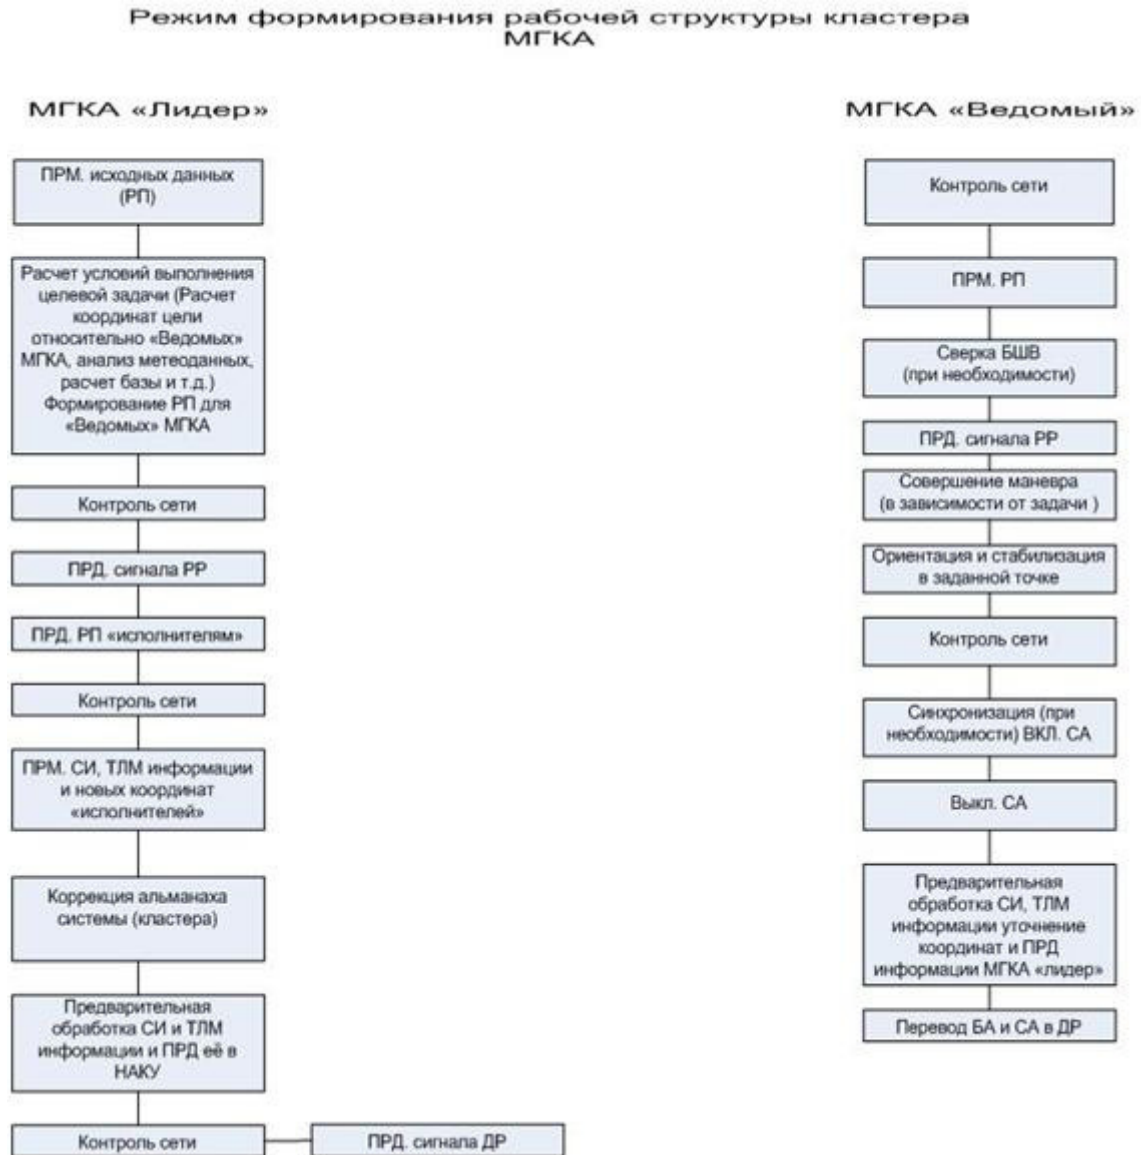 Режим формирования рабочей структуры кластера
МГКА
МГКА «Лидер»
ПРМ. исходных данных
(РП)
Расчет условий выполнения
целевой задачи (Расчет
координат цели
относительно «Ведомых»
МГКА, анализ метеоданных,
расчет базы и т.д.)
Формирование РП для
«Ведомых» МГКА
Контроль сети
ПРД. сигнала РР
ПРД. РП «исполнителям»
Контроль сети
ПРМ. СИ, ТЛМ информации
и новых координат
«исполнителей»
Коррекция альманаха
системы (кластера)
Предварительная
обработка СИ и ТЛМ
информации и ПРД её в
НАКУ
Контроль сети
ПРД. сигнала ДР
МГКА «Ведомый»
Контроль сети
ПРМ. РП
Сверка БШВ
(при необходимости)
ПРД. сигнала РР
Совершение маневра
(в зависимости от задачи )
Ориентация и стабилизация
в заданной точке
Контроль сети
Синхронизация (при
необходимости) ВКЛ. СА
Выкл. СА
Предварительная
обработка СИ, ТЛМ
информации уточнение
координат и ПРД
информации МГКА «лидер»
Перевод БА и СА в ДР